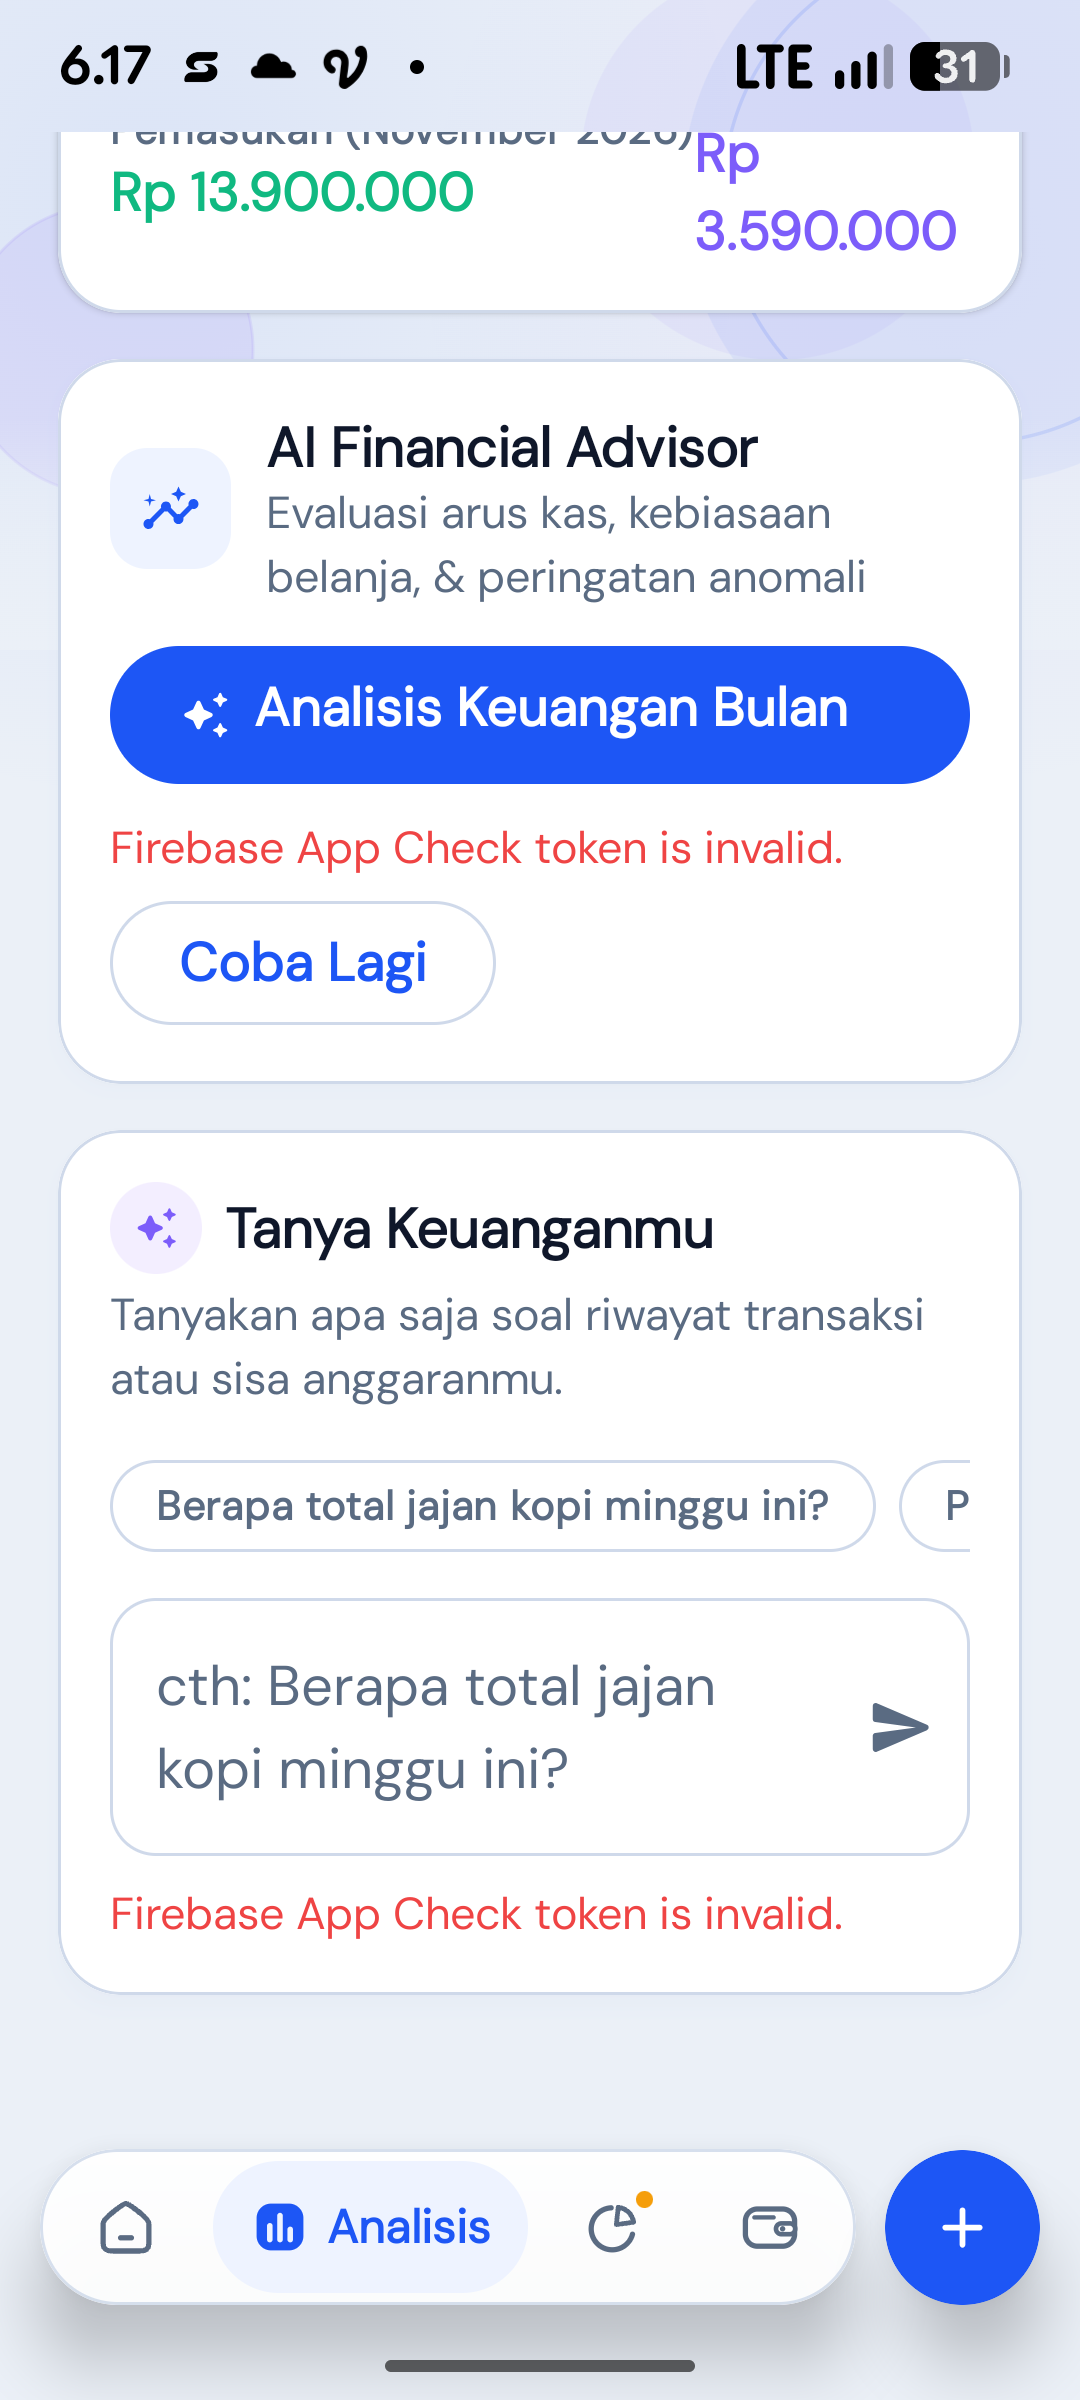 6.17
LTE
31
Pemasukan (November 2026)
Rp 13.900.000
Rp
3.590.000
AI Financial Advisor
Evaluasi arus kas, kebiasaan
belanja, & peringatan anomali
Analisis Keuangan Bulan
Firebase App Check token is invalid.
Coba Lagi
Tanya Keuanganmu
Tanyakan apa saja soal riwayat transaksi
atau sisa anggaranmu.
Berapa total jajan kopi minggu ini?
P
cth: Berapa total jajan
kopi minggu ini?
Firebase App Check token is invalid.
Analisis